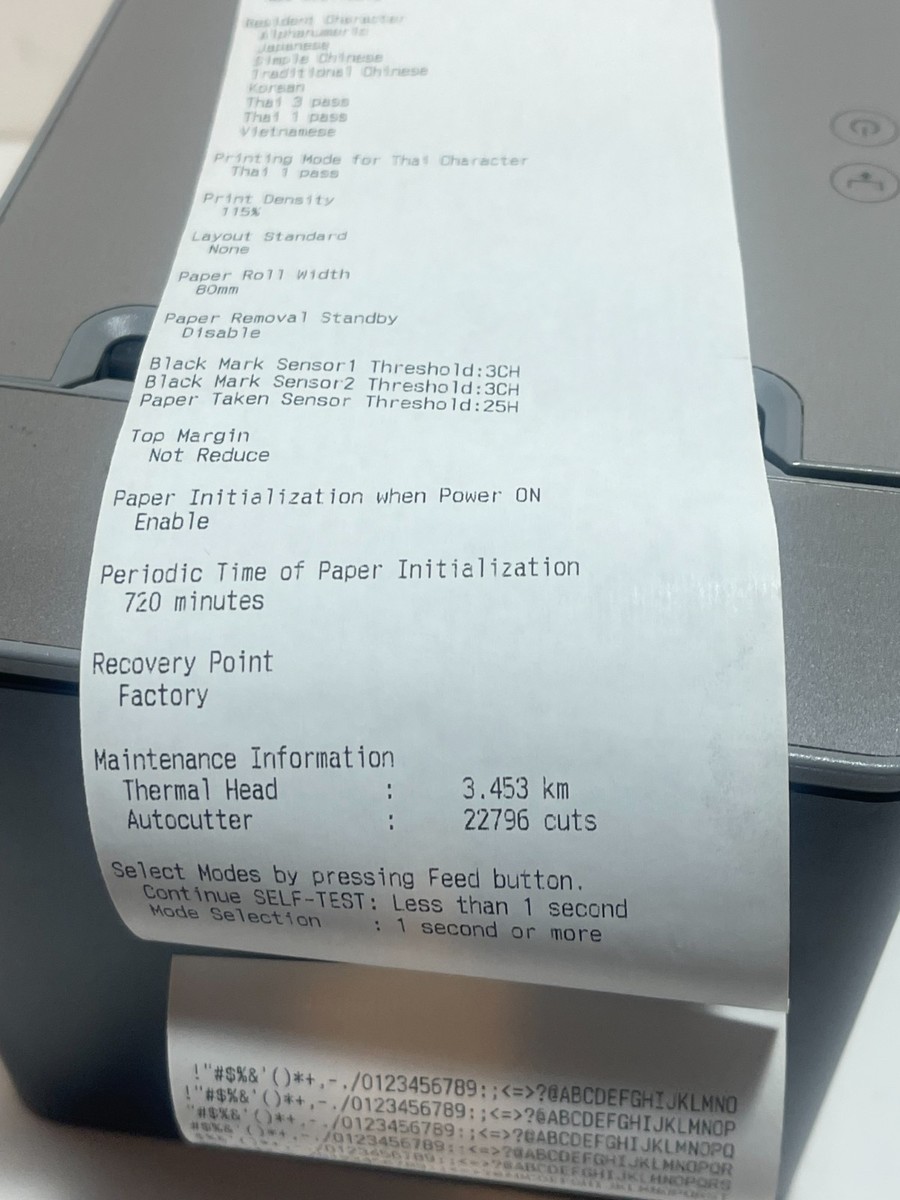 Resident Character
Alphanumeric
Japanese
Simple Chinese
Traditional Chinese
Korean
Thai 3 pass
Thai 1 pass
Vietnamese
Printing Mode for Thai Character
Thai 1 pass
Print Density
115%
Layout Standard
None
Paper Roll Width
80mm
Paper Removal Standby
Disable
Black Mark Sensor1 Threshold:3CH
Black Mark Sensor2 Threshold:3CH
Paper Taken Sensor Threshold:25H
Top Margin
Not Reduce
Paper Initialization when Power ON
Enable
Periodic Time of Paper Initialization
720 minutes
Recovery Point
Factory
Maintenance Information
Thermal Head : 3.453 km
Autocutter : 22796 cuts
Select Modes by pressing Feed button.
Continue SELF-TEST: Less than 1 second
Mode Selection : 1 second or more
!"#$%&'()*+,-./0123456789:;<=>?@ABCDEFGHIJKLMNO
!"#$%&'()*+,-./0123456789:;<=>?@ABCDEFGHIJKLMNOP
"#$%&'()*+,-./0123456789:;<=>?@ABCDEFGHIJKLMNOPQ
#$%&'()*+,-./0123456789:;<=>?@ABCDEFGHIJKLMNOPQR